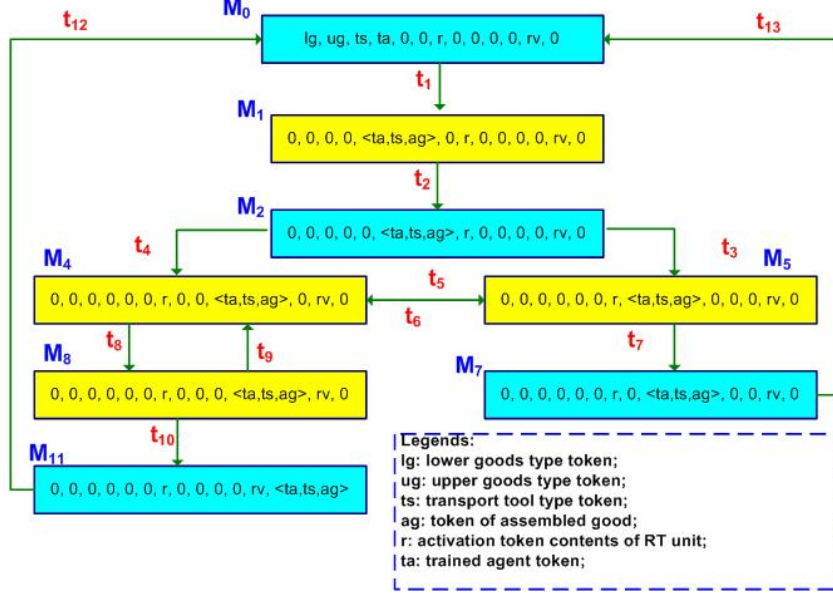 t12
M0
t13
lg, ug, ts, ta, 0, 0, r, 0, 0, 0, 0, rv, 0
t1
M1
0, 0, 0, 0, <ta,ts,ag>, 0, r, 0, 0, 0, 0, rv, 0
t2
M2
0, 0, 0, 0, 0, <ta,ts,ag>, r, 0, 0, 0, 0, rv, 0
t4
t3
M4
M5
t5
0, 0, 0, 0, 0, 0, r, 0, 0, <ta,ts,ag>, 0, rv, 0
0, 0, 0, 0, 0, 0, r, <ta,ts,ag>, 0, 0, 0, rv, 0
t6
t8
t9
t7
M8
M7
0, 0, 0, 0, 0, 0, r, 0, 0, 0, <ta,ts,ag>, rv, 0
0, 0, 0, 0, 0, 0, r, 0, <ta,ts,ag>, 0, 0, rv, 0
t10
M11
0, 0, 0, 0, 0, 0, r, 0, 0, 0, 0, rv, <ta,ts,ag>
Legends:
lg: lower goods type token;
ug: upper goods type token;
ts: transport tool type token;
ag: token of assembled good;
r: activation token contents of RT unit;
ta: trained agent token;